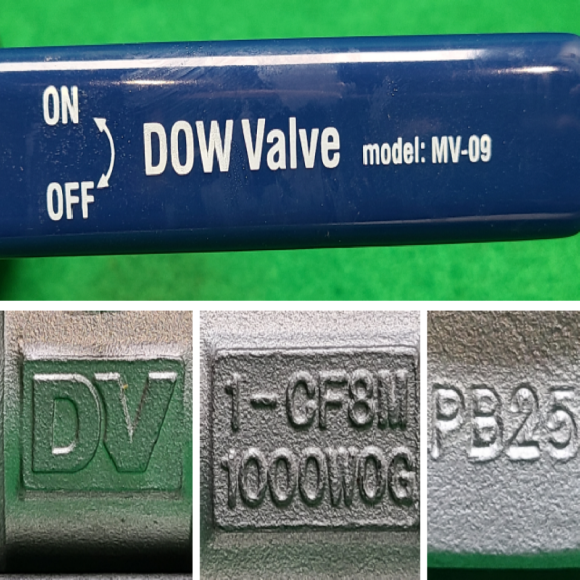 ON
OFF
DOW Valve model: MV-09
DV
1-CF8M
1000WOG
PB25